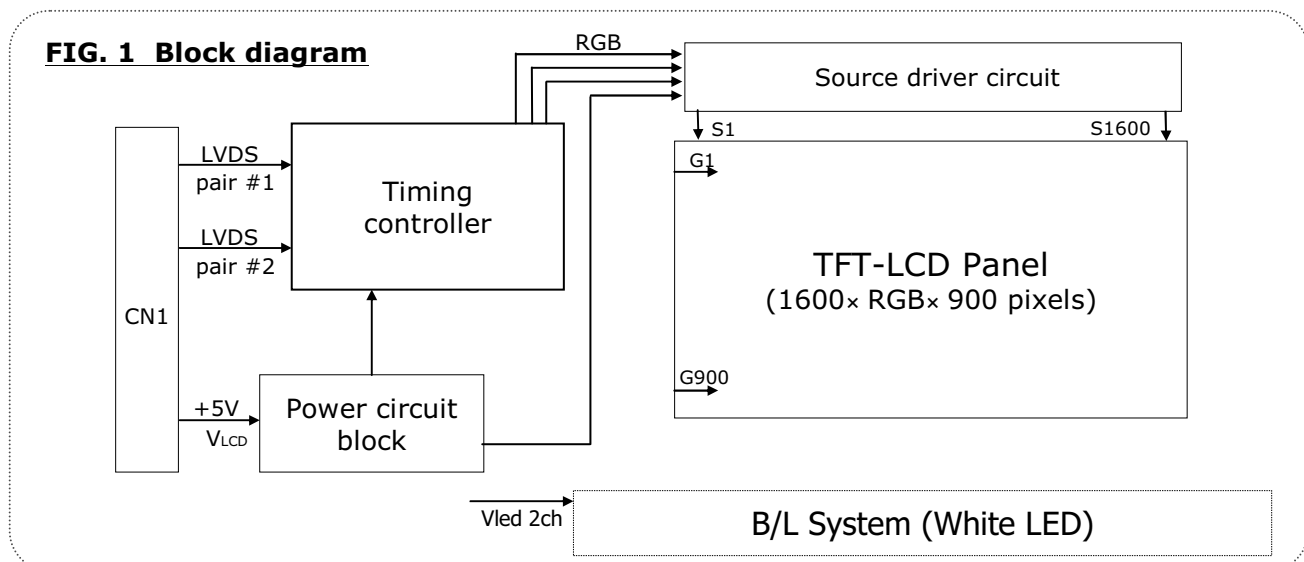 FIG. 1 Block diagram
RGB
Source driver circuit
S1
S1600
CN1
LVDS
pair #1
LVDS
pair #2
Timing
controller
G1
TFT-LCD Panel
(1600× RGB× 900 pixels)
G900
+5V
VLCD
Power circuit
block
Vled 2ch
B/L System (White LED)